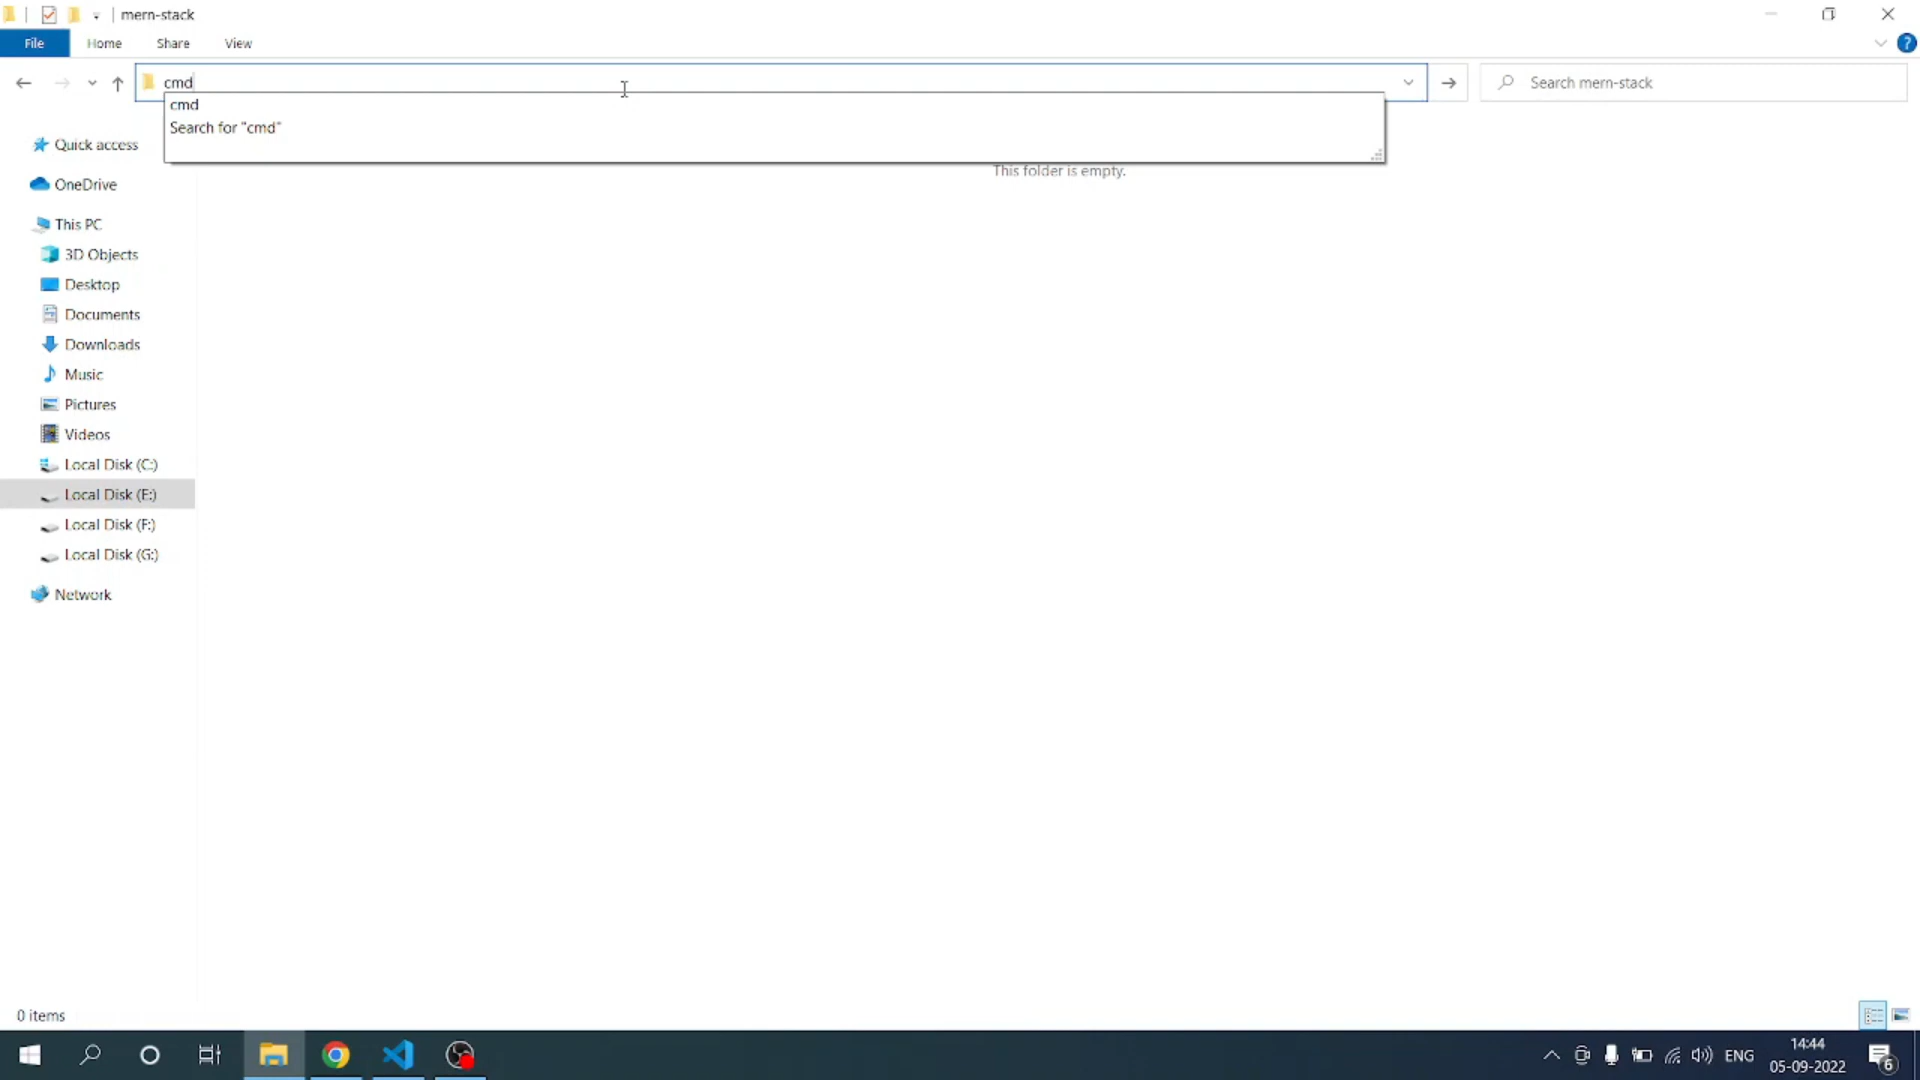 mern-stack
File Home Share View
cmd
Search mern-stack
cmd
Search for "cmd"
This folder is empty.
Quick access
OneDrive
This PC
3D Objects
Desktop
Documents
Downloads
Music
Pictures
Videos
Local Disk (C:)
Local Disk (E:)
Local Disk (F:)
Local Disk (G:)
Network
0 items
ENG
14:44
05-09-2022
6